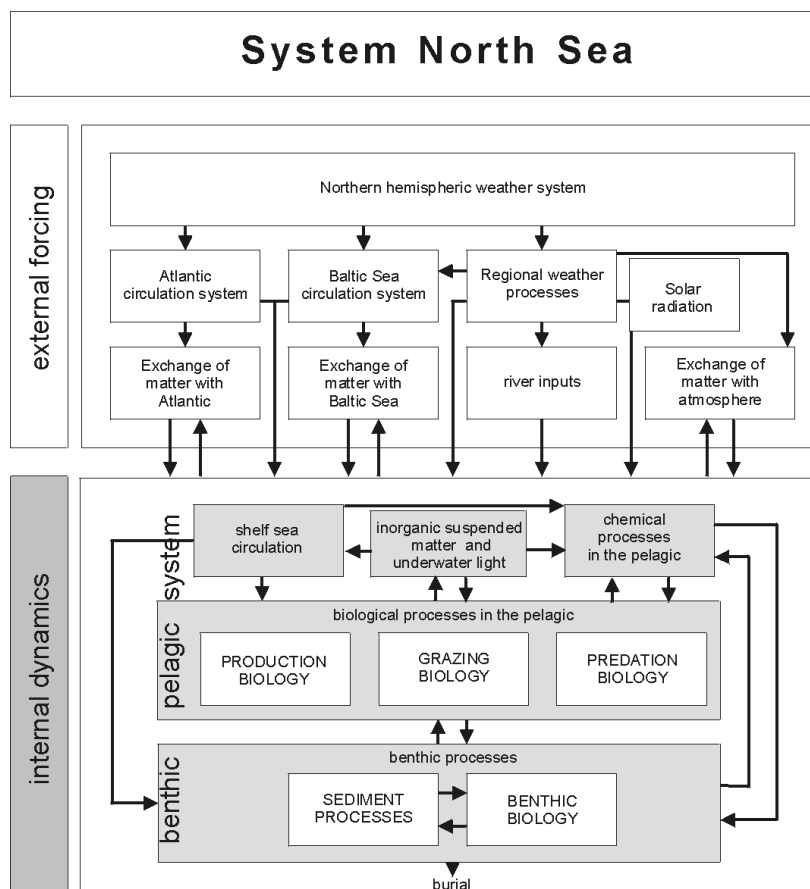 System North Sea
external forcing
Northern hemispheric weather system
Atlantic
circulation system
Baltic Sea
circulation system
Regional weather
processes
Solar
radiation
Exchange of
matter with
Atlantic
Exchange of
matter with
Baltic Sea
river inputs
Exchange of
matter with
atmosphere
internal dynamics
pelagic system
shelf sea
circulation
inorganic suspended
matter and
underwater light
chemical
processes
in the pelagic
biological processes in the pelagic
PRODUCTION
BIOLOGY
GRAZING
BIOLOGY
PREDATION
BIOLOGY
benthic
benthic processes
SEDIMENT
PROCESSES
BENTHIC
BIOLOGY
burial